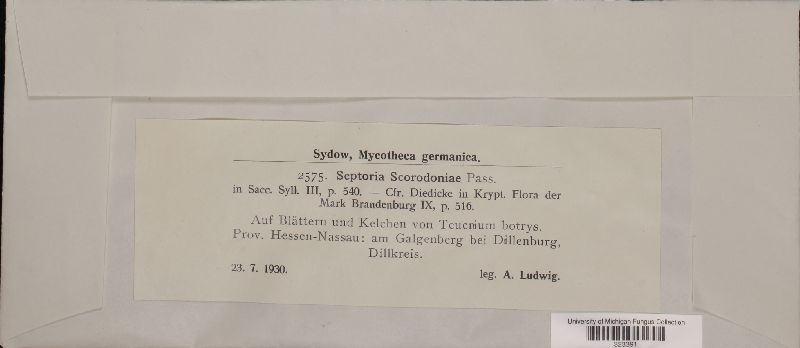 Sydow, Mycotheca germanica.
2575. Septoria Scorodoniae Pass.
in Sacc. Syll. III, p. 540. — Cfr. Diedicke in Krypt. Flora der
Mark Brandenburg IX, p. 516.
Auf Blättern und Kelchen von Teucrium botrys.
Prov. Hessen-Nassau: am Galgenberg bei Dillenburg,
Dillkreis.
23. 7. 1930.
leg. A. Ludwig.
University of Michigan Fungus Collection